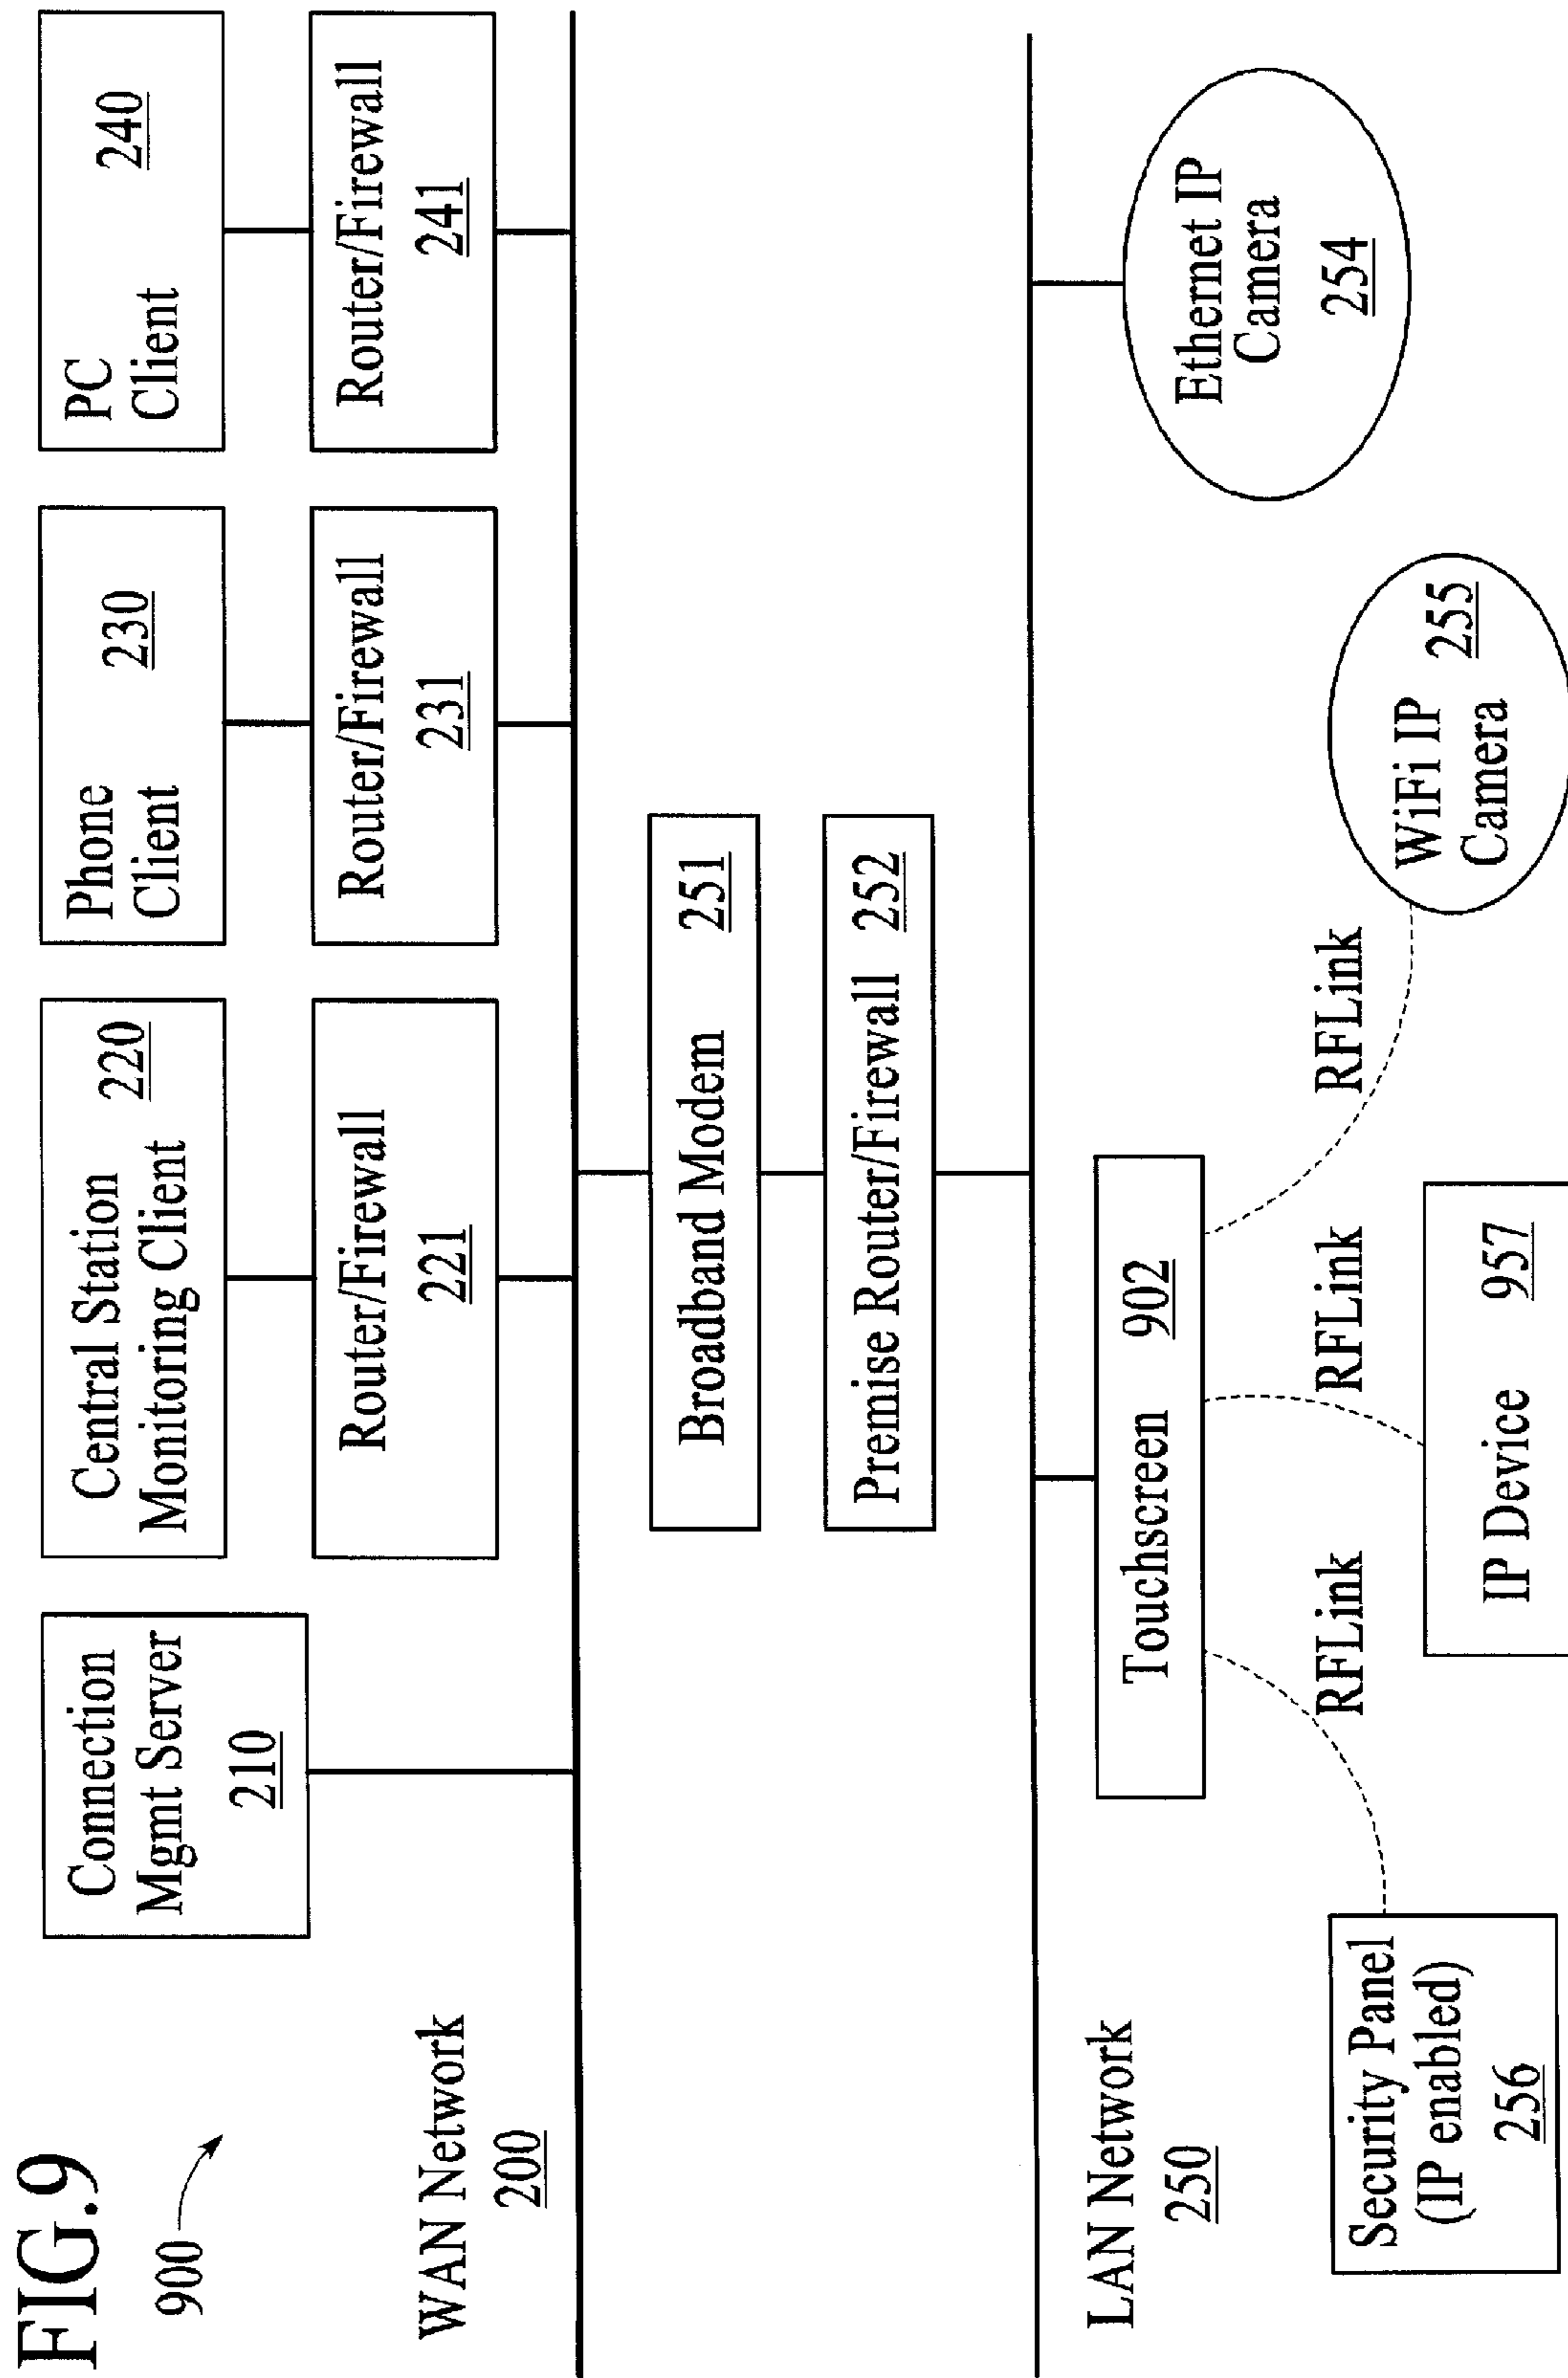 FIG.9
900
Connection
Mgmt Server
210
Central Station
Monitoring Client
220
Phone
Client
230
PC
Client
240
Router/Firewall
221
Router/Firewall
231
Router/Firewall
241
WAN Network
200
Broadband Modem 251
Premise Router/Firewall 252
LAN Network
250
Touchscreen 902
Ethernet IP
Camera
254
RFLink
RFLink
RFLink
Security Panel
(IP enabled)
256
IP Device 957
WiFi IP 255
Camera